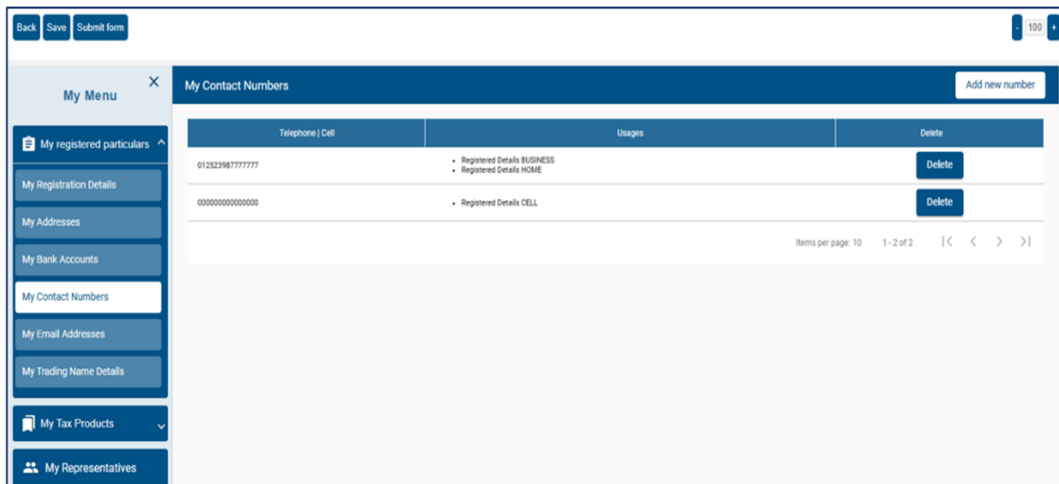 Back Save Submit form - 100 +
My Menu X
My registered particulars
My Registration Details
My Addresses
My Bank Accounts
My Contact Numbers
My Email Addresses
My Trading Name Details
My Tax Products
My Representatives
My Contact Numbers Add new number
Telephone | Cell Usages Delete
012523987777777 • Registered Details BUSINESS Delete
• Registered Details HOME
000000000000000 • Registered Details CELL Delete
Items per page: 10 1 - 2 of 2 |< < > >|